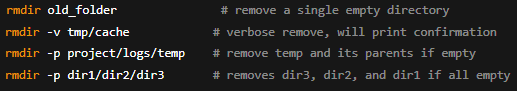 rmdir old_folder # remove a single empty directory
rmdir -v tmp/cache # verbose remove, will print confirmation
rmdir -p project/logs/temp # remove temp and its parents if empty
rmdir -p dir1/dir2/dir3 # removes dir3, dir2, and dir1 if all empty